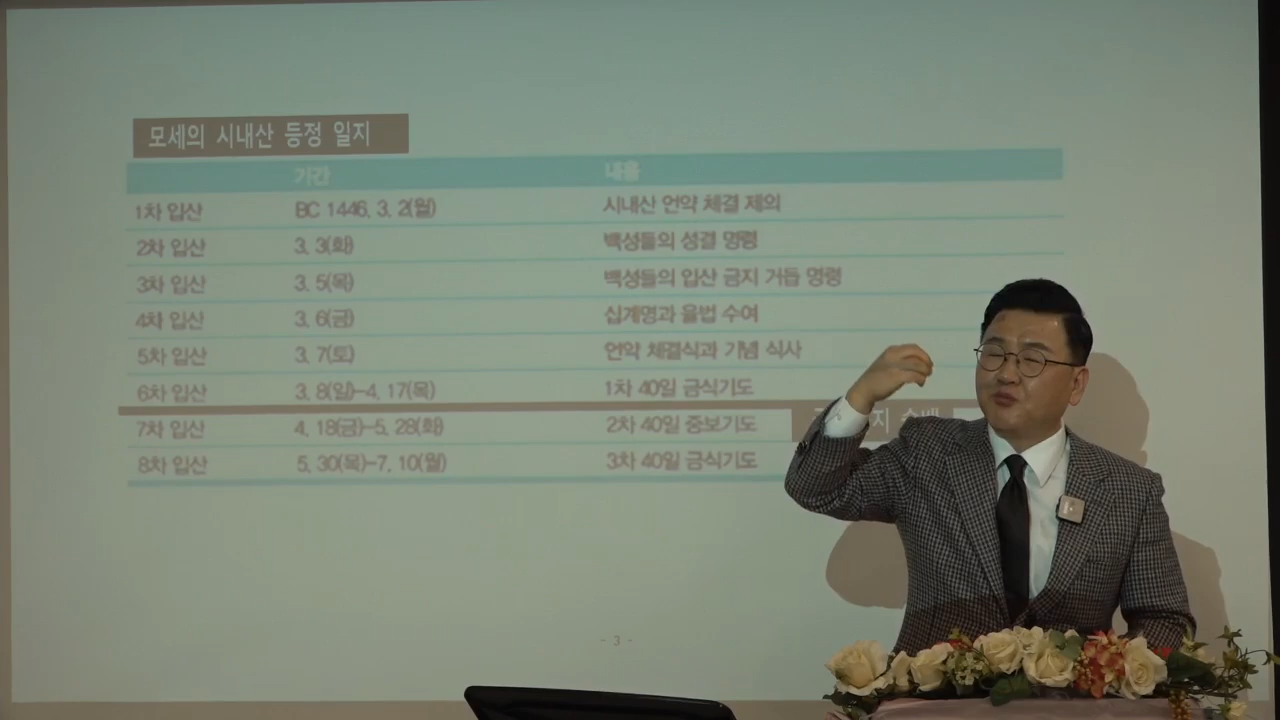 모세의 시내산 등정 일지
기간 내용
1차 입산 BC 1446. 3. 2(월) 시내산 언약 체결 제의
2차 입산 3. 3(화) 백성들의 성결 명령
3차 입산 3. 5(목) 백성들의 입산 금지 거듭 명령
4차 입산 3. 6(금) 십계명과 율법 수여
5차 입산 3. 7(토) 언약 체결식과 기념 식사
6차 입산 3. 8(일)-4. 17(목) 1차 40일 금식기도
7차 입산 4. 18(금)-5. 28(화) 2차 40일 중보기도
8차 입산 5. 30(목)-7. 10(월) 3차 40일 금식기도
- 3 -